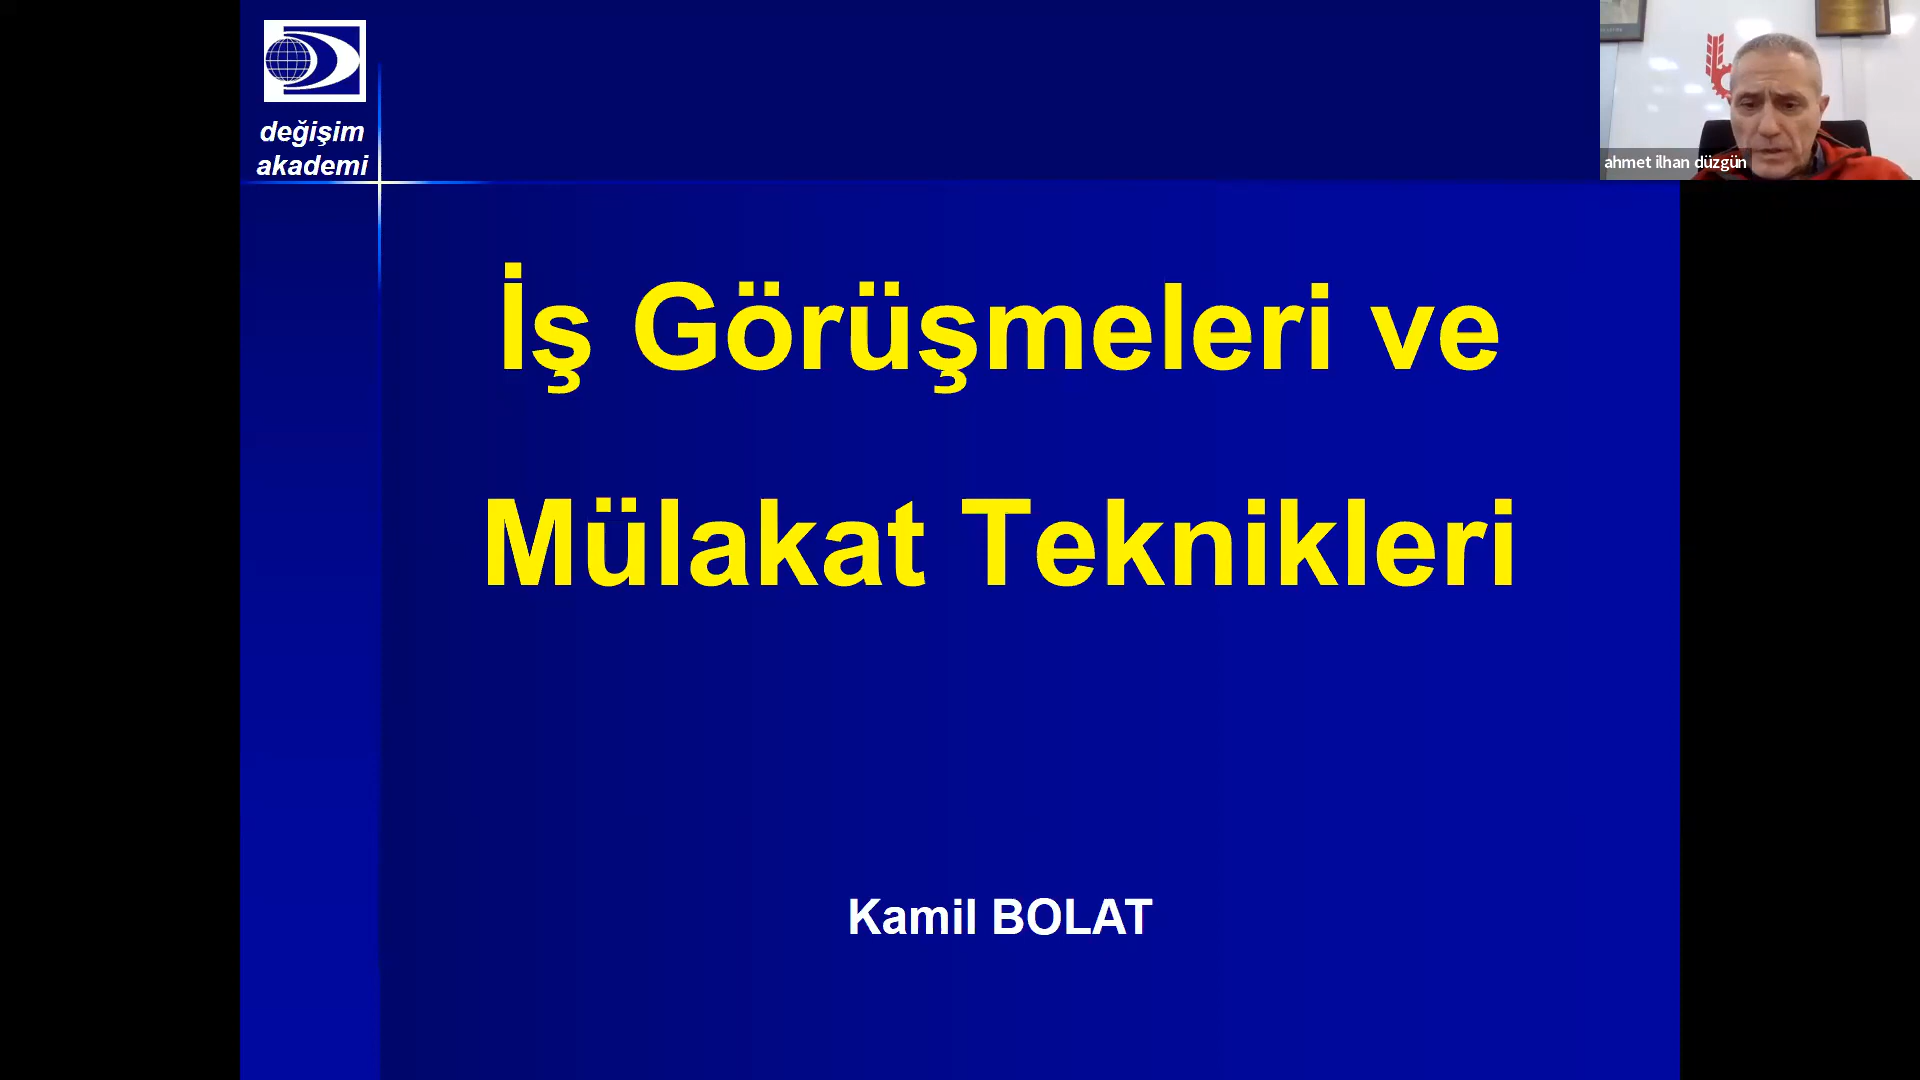 değişim
akademi
ahmet ilhan düzgün
İş Görüşmeleri ve
Mülakat Teknikleri
Kamil BOLAT